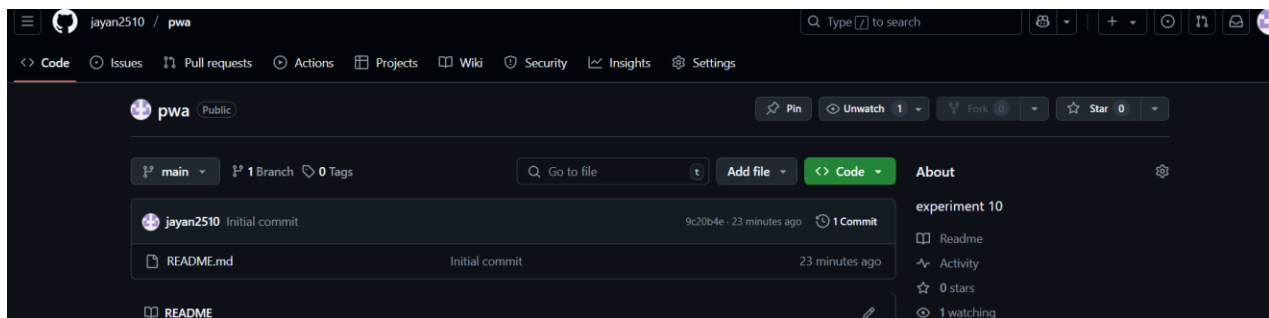 jayan2510 / pwa Type / to search
Code Issues Pull requests Actions Projects Wiki Security Insights Settings
pwa Public Pin Unwatch 1 Fork 0 Star 0
main 1 Branch 0 Tags Go to file t Add file Code About
experiment 10
jayan2510 Initial commit 9c20b4e · 23 minutes ago 1 Commit
Readme
README.md Initial commit 23 minutes ago
Activity
0 stars
README
1 watching